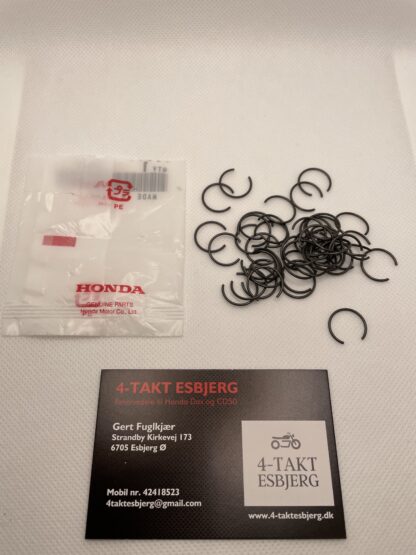 PE
HONDA
GENUINE PARTS
Honda Motor Co., Ltd.
4-TAKT ESBJERG
Reservedele til Honda Dax og CD50
Gert Fuglkjær
Strandby Kirkevej 173
6705 Esbjerg Ø
4-TAKT
ESBJERG
Mobil nr. 42418523
4taktesbjerg@gmail.com
www.4-taktesbjerg.dk